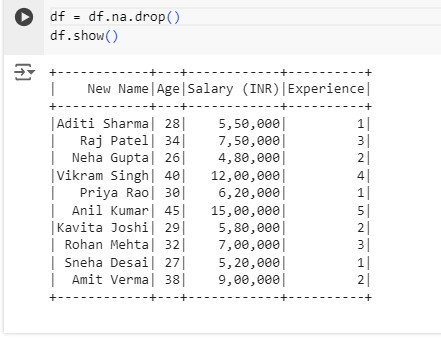 df = df.na.drop()
df.show()
+------------+---+------------+----------+
|    New Name|Age|Salary (INR)|Experience|
+------------+---+------------+----------+
|Aditi Sharma| 28|    5,50,000|         1|
|   Raj Patel| 34|    7,50,000|         3|
|  Neha Gupta| 26|    4,80,000|         2|
|Vikram Singh| 40|   12,00,000|         4|
|   Priya Rao| 30|    6,20,000|         1|
|  Anil Kumar| 45|   15,00,000|         5|
|Kavita Joshi| 29|    5,80,000|         2|
| Rohan Mehta| 32|    7,00,000|         3|
| Sneha Desai| 27|    5,20,000|         1|
|  Amit Verma| 38|    9,00,000|         2|
+------------+---+------------+----------+